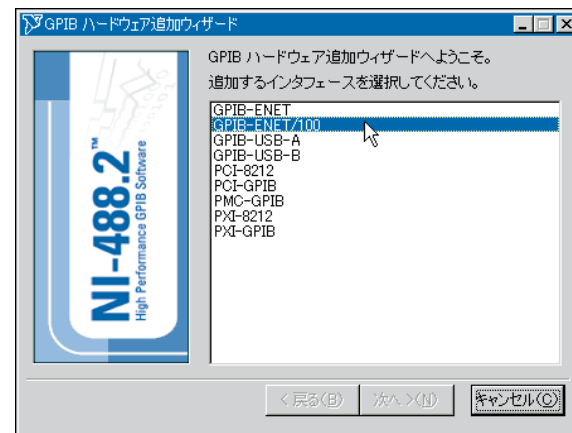 GPIB ハードウェア追加ウィザード
GPIB ハードウェア追加ウィザードへようこそ。
追加するインタフェースを選択してください。
GPIB-ENET
GPIB-ENET/100
GPIB-USB-A
GPIB-USB-B
PCI-8212
PCI-GPIB
PMC-GPIB
PXI-8212
PXI-GPIB
NI-488.2™
High Performance GPIB Software
< 戻る(B)
次へ >(N)
キャンセル(C)